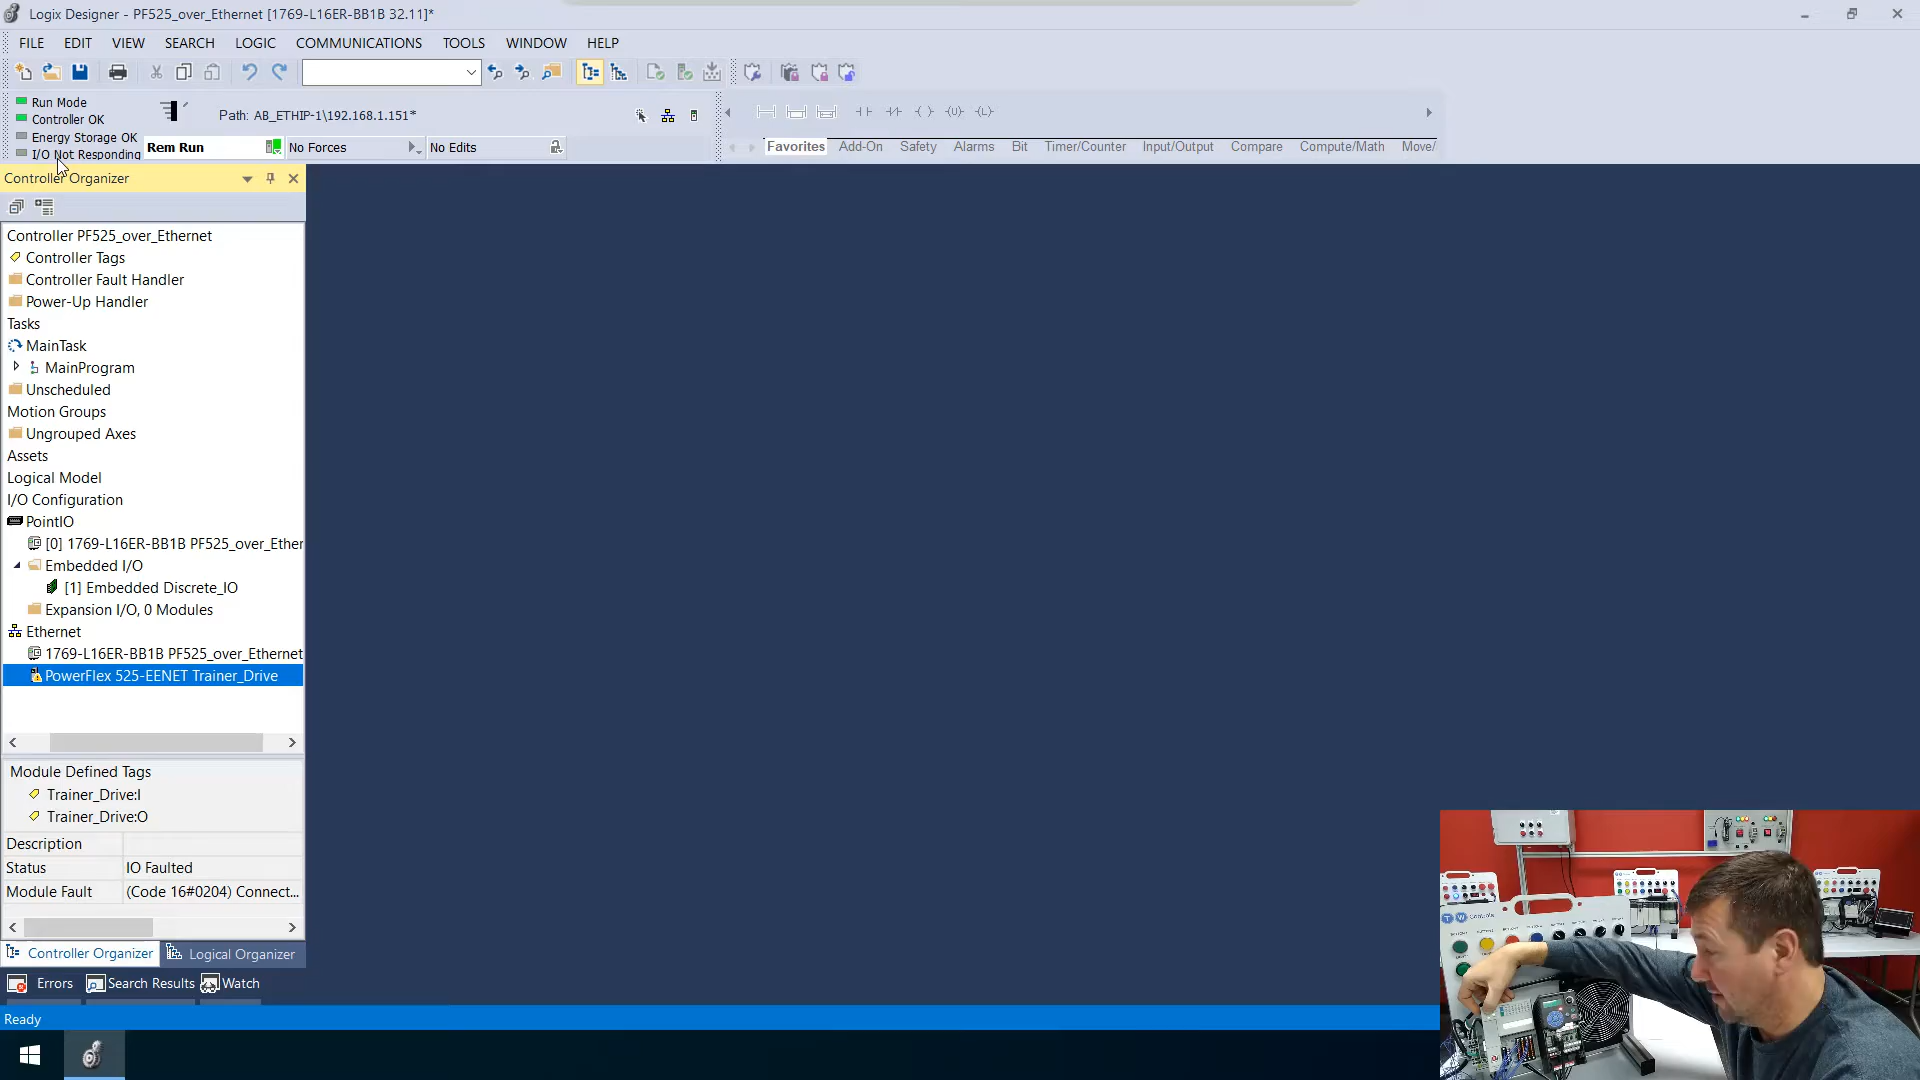 Logix Designer - PF525_over_Ethernet [1769-L16ER-BB1B 32.11]*
FILE EDIT VIEW SEARCH LOGIC COMMUNICATIONS TOOLS WINDOW HELP
Run Mode
Controller OK
Energy Storage OK
I/O Not Responding
Path: AB_ETHIP-1\192.168.1.151*
Rem Run No Forces No Edits
Favorites Add-On Safety Alarms Bit Timer/Counter Input/Output Compare Compute/Math Move/
Controller Organizer
Controller PF525_over_Ethernet
Controller Tags
Controller Fault Handler
Power-Up Handler
Tasks
MainTask
MainProgram
Unscheduled
Motion Groups
Ungrouped Axes
Assets
Logical Model
I/O Configuration
PointIO
[0] 1769-L16ER-BB1B PF525_over_Ether
Embedded I/O
[1] Embedded Discrete_IO
Expansion I/O, 0 Modules
Ethernet
1769-L16ER-BB1B PF525_over_Ethernet
PowerFlex 525-EENET Trainer_Drive
Module Defined Tags
Trainer_Drive:I
Trainer_Drive:O
Description
Status IO Faulted
Module Fault (Code 16#0204) Connect...
Controller Organizer Logical Organizer
Errors Search Results Watch
Ready
TW Controls